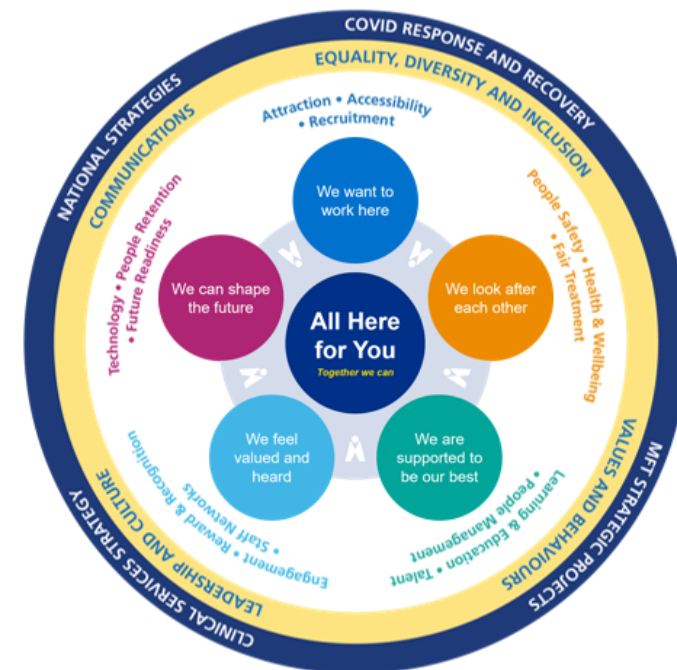 NATIONAL STRATEGIES
COVID RESPONSE AND RECOVERY
MFT STRATEGIC PROJECTS
CLINICAL SERVICES STRATEGY
COMMUNICATIONS
EQUALITY, DIVERSITY AND INCLUSION
VALUES AND BEHAVIOURS
LEADERSHIP AND CULTURE
Attraction • Accessibility
• Recruitment
We want to
work here
People Safety • Health & Wellbeing
• Fair Treatment
We look after
each other
Learning & Education • Talent
• People Management
We are
supported to
be our best
Engagement • Reward & Recognition
• Staff Networks
We feel
valued and
heard
Technology • People Retention
• Future Readiness
We can shape
the future
All Here
for You
Together we can